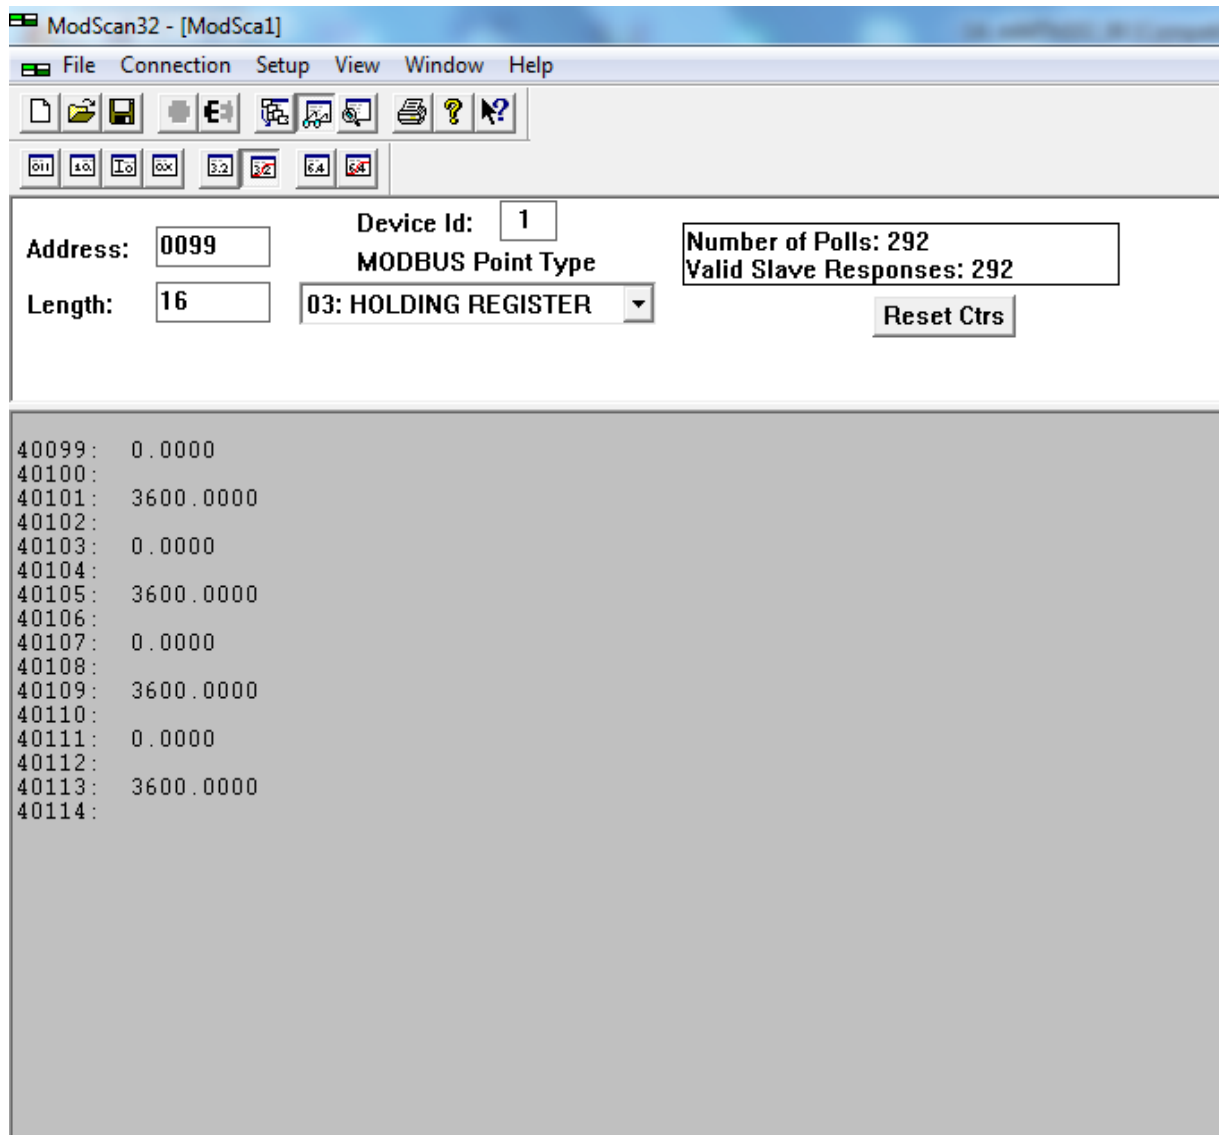 ModScan32 - [ModSca1]
File Connection Setup View Window Help
Address: 0099
Device Id: 1
MODBUS Point Type
Length: 16
03: HOLDING REGISTER
Number of Polls: 292
Valid Slave Responses: 292
Reset Ctrs
40099: 0.0000
40100:
40101: 3600.0000
40102:
40103: 0.0000
40104:
40105: 3600.0000
40106:
40107: 0.0000
40108:
40109: 3600.0000
40110:
40111: 0.0000
40112:
40113: 3600.0000
40114: